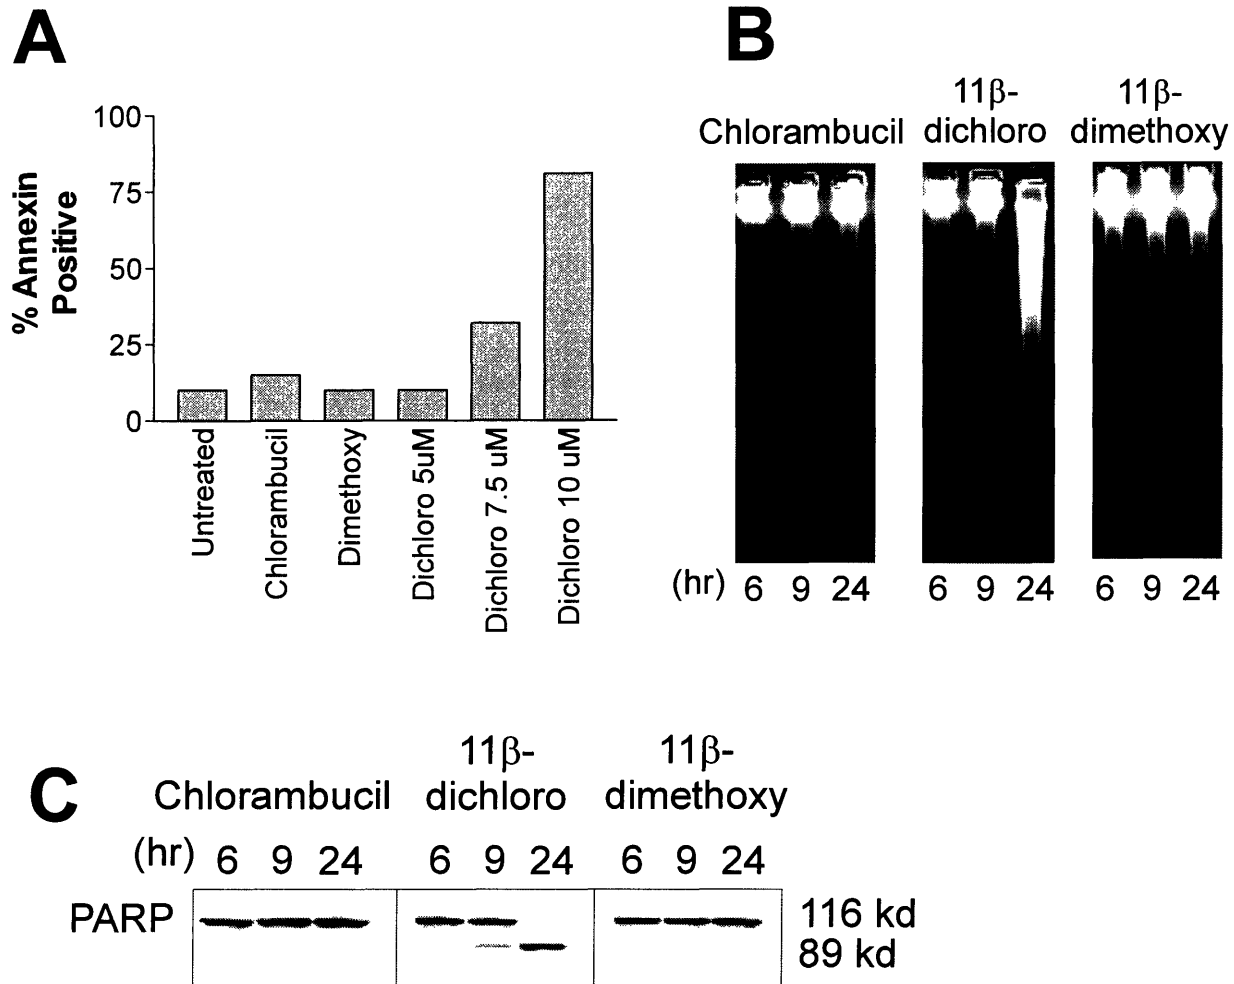 A
% Annexin
Positive
100
75
50
25
0
Untreated
Chlorambucil
Dimethoxy
Dichloro 5uM
Dichloro 7.5 uM
Dichloro 10 uM
B
Chlorambucil
11β-
dichloro
11β-
dimethoxy
(hr) 6 9 24 6 9 24 6 9 24
C
Chlorambucil
11β-
dichloro
11β-
dimethoxy
(hr) 6 9 24 6 9 24 6 9 24
PARP
116 kd
89 kd